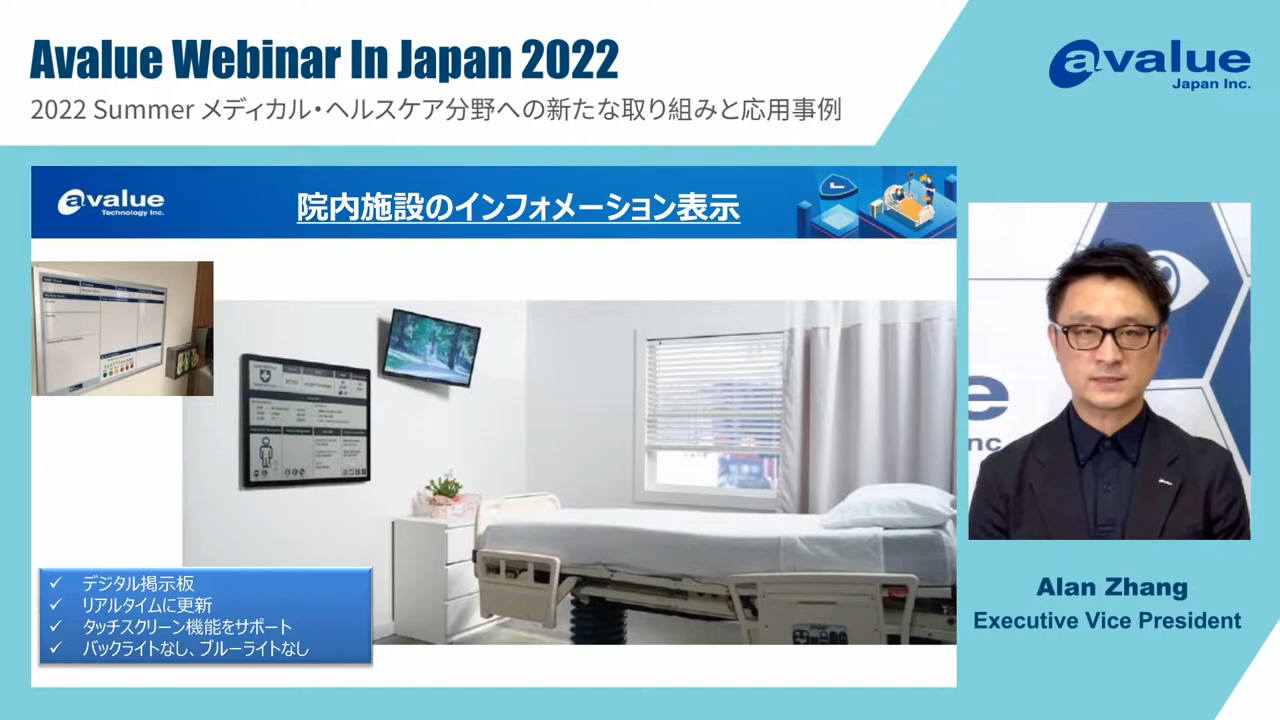 Avalue Webinar In Japan 2022
2022 Summer メディカル・ヘルスケア分野への新たな取り組みと応用事例
avalue
Japan Inc.
avalue
Technology Inc.
院内施設のインフォメーション表示
デジタル掲示板
リアルタイムに更新
タッチスクリーン機能をサポート
バックライトなし、ブルーライトなし
Alan Zhang
Executive Vice President